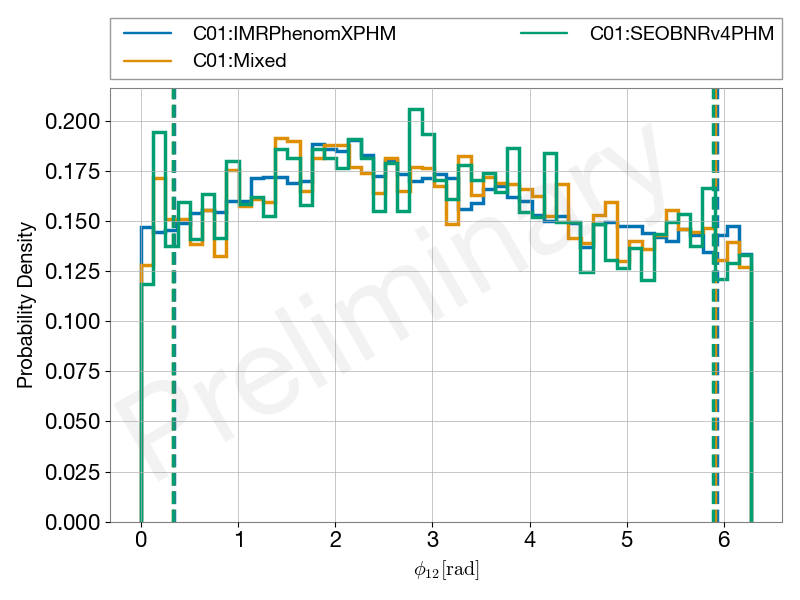 C01:IMRPhenomXPHM
C01:Mixed
C01:SEOBNRv4PHM
0.200
0.175
0.150
0.125
0.100
0.075
0.050
0.025
0.000
Probability Density
Preliminary
0 1 2 3 4 5 6
ϕ₁₂[rad]